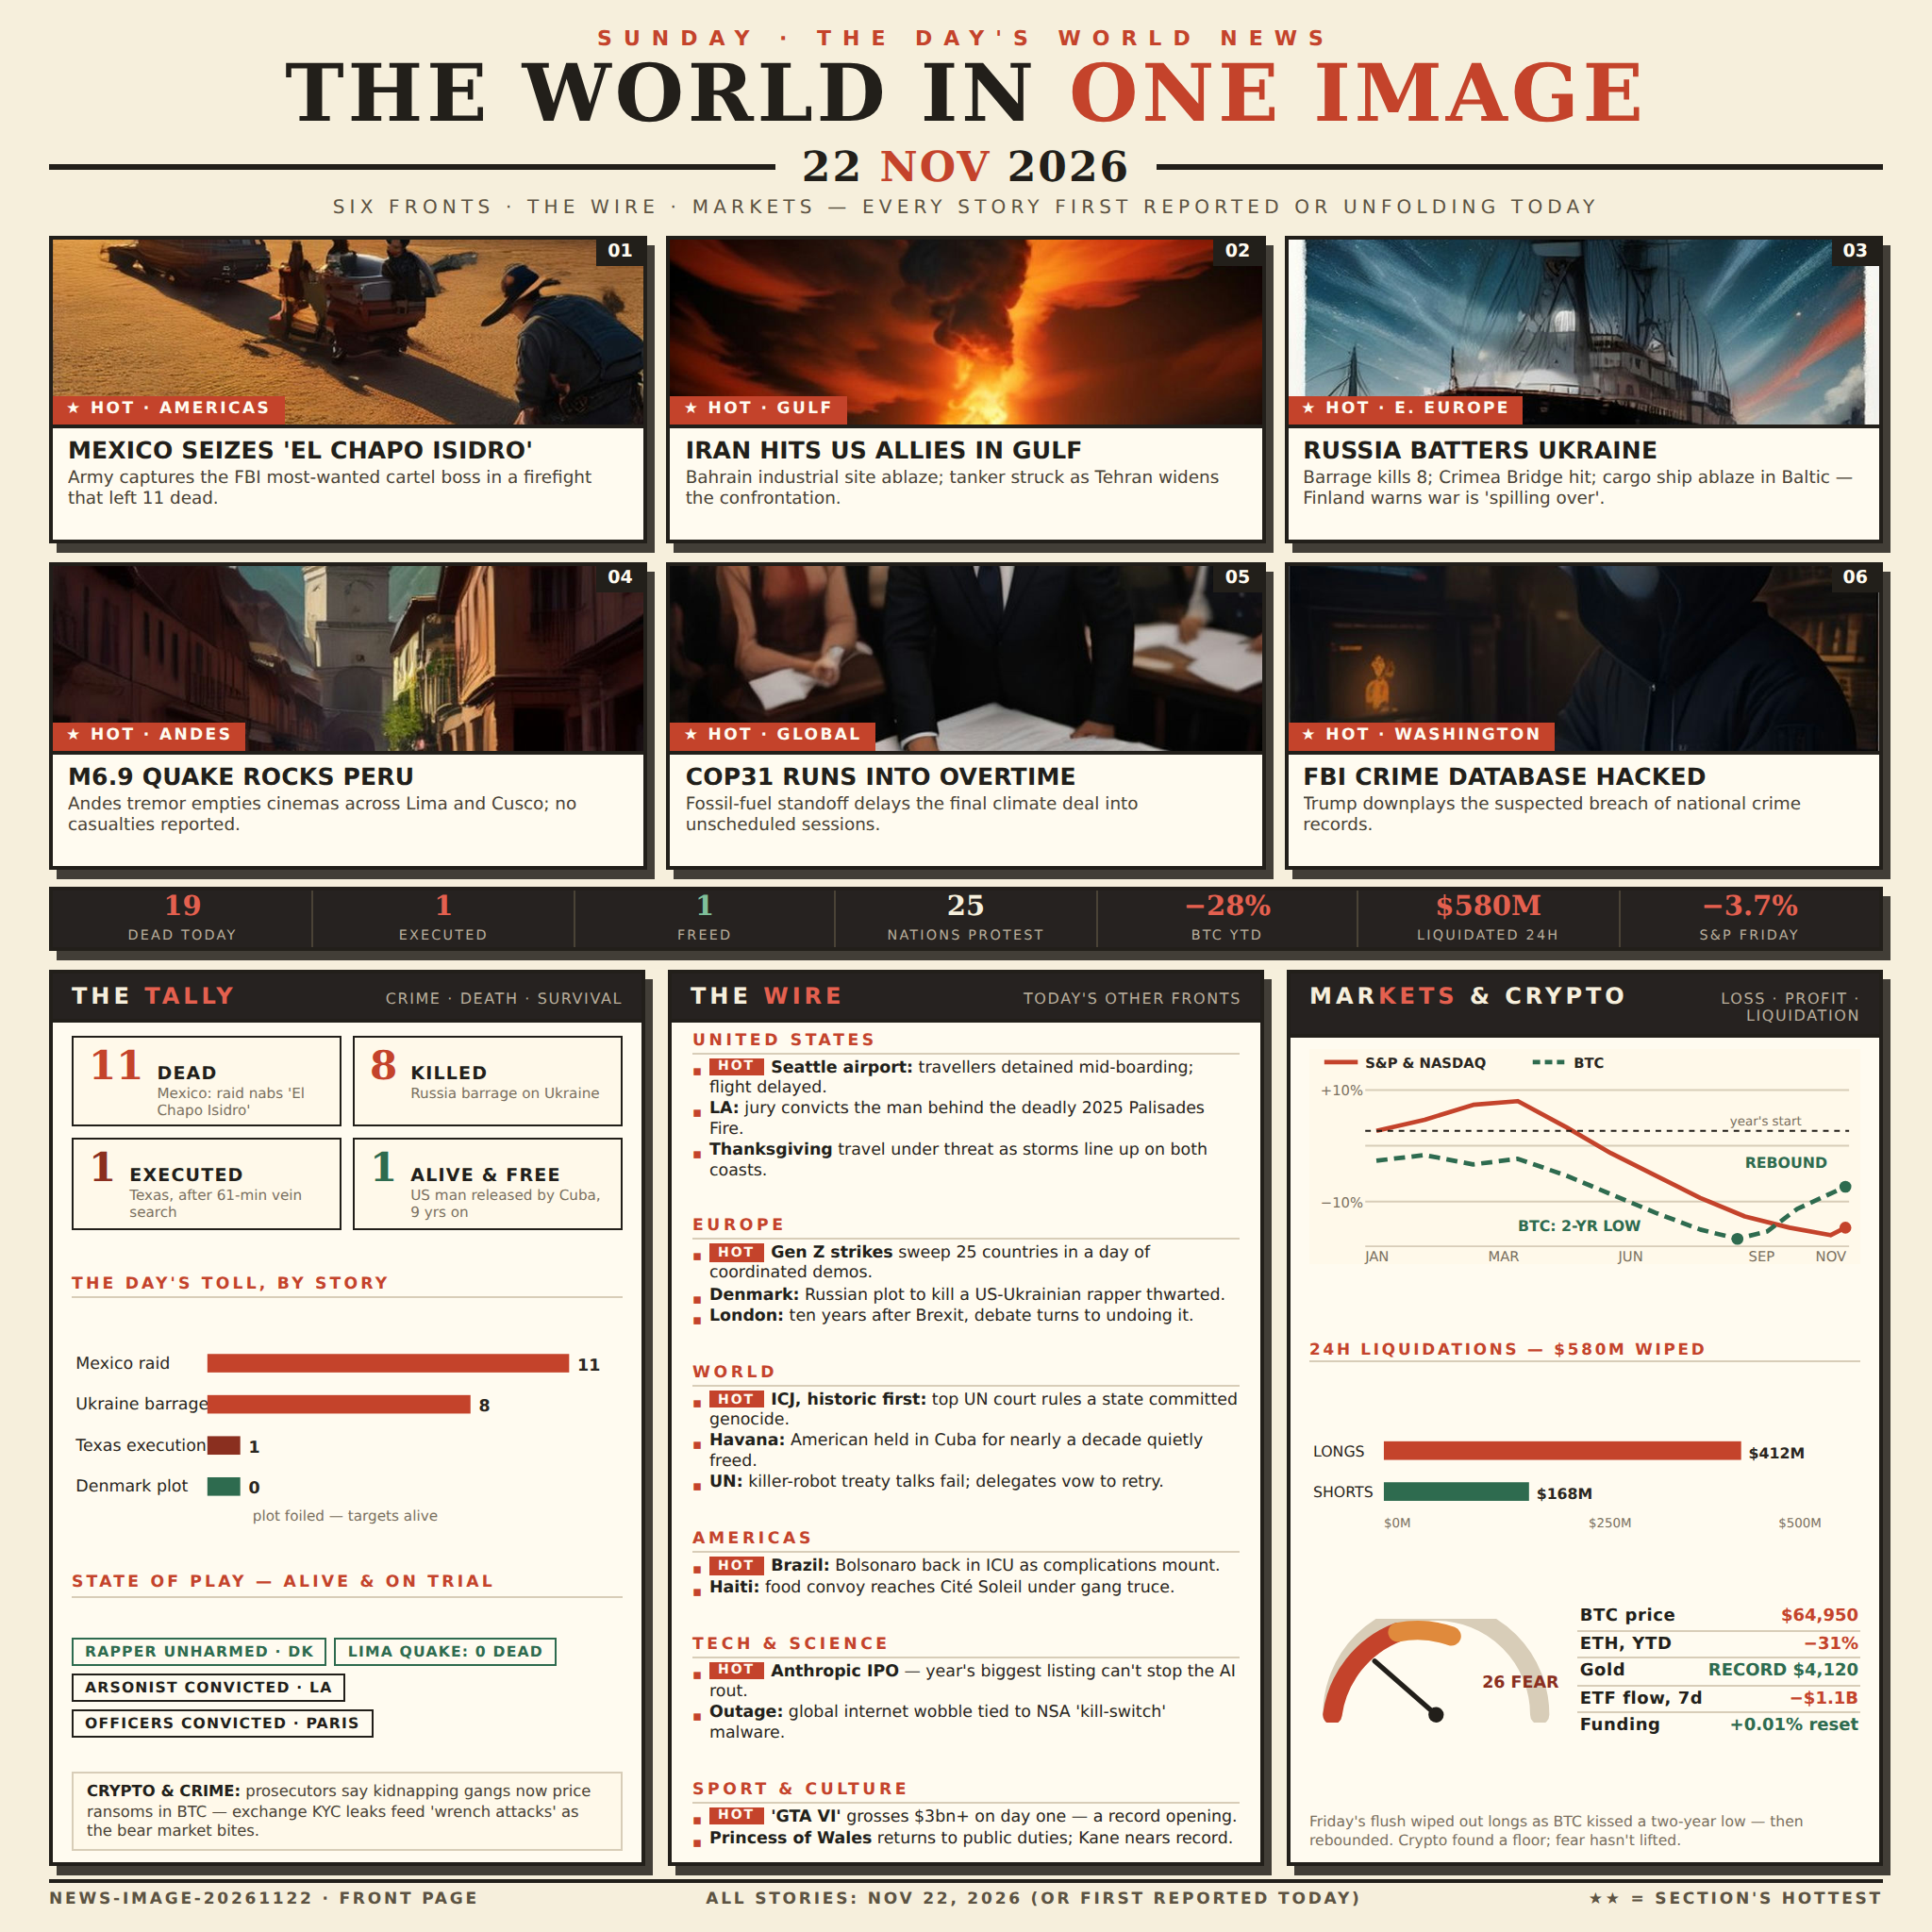 SUNDAY · THE DAY'S WORLD NEWS
THE WORLD IN ONE IMAGE
22 NOV 2026
SIX FRONTS · THE WIRE · MARKETS — EVERY STORY FIRST REPORTED OR UNFOLDING TODAY
01
★ HOT · AMERICAS
MEXICO SEIZES 'EL CHAPO ISIDRO'
Army captures the FBI most-wanted cartel boss in a firefight
that left 11 dead.
02
★ HOT · GULF
IRAN HITS US ALLIES IN GULF
Bahrain industrial site ablaze; tanker struck as Tehran widens
the confrontation.
03
★ HOT · E. EUROPE
RUSSIA BATTERS UKRAINE
Barrage kills 8; Crimea Bridge hit; cargo ship ablaze in Baltic —
Finland warns war is 'spilling over'.
04
★ HOT · ANDES
M6.9 QUAKE ROCKS PERU
Andes tremor empties cinemas across Lima and Cusco; no
casualties reported.
05
★ HOT · GLOBAL
COP31 RUNS INTO OVERTIME
Fossil-fuel standoff delays the final climate deal into
unscheduled sessions.
06
★ HOT · WASHINGTON
FBI CRIME DATABASE HACKED
Trump downplays the suspected breach of national crime
records.
19
DEAD TODAY
1
EXECUTED
1
FREED
25
NATIONS PROTEST
−28%
BTC YTD
$580M
LIQUIDATED 24H
−3.7%
S&P FRIDAY
THE TALLY
CRIME · DEATH · SURVIVAL
11 DEAD
Mexico: raid nabs 'El
Chapo Isidro'
8 KILLED
Russia barrage on Ukraine
1 EXECUTED
Texas, after 61-min vein
search
1 ALIVE & FREE
US man released by Cuba,
9 yrs on
THE DAY'S TOLL, BY STORY
Mexico raid 11
Ukraine barrage 8
Texas execution 1
Denmark plot 0
plot foiled — targets alive
STATE OF PLAY — ALIVE & ON TRIAL
RAPPER UNHARMED · DK
LIMA QUAKE: 0 DEAD
ARSONIST CONVICTED · LA
OFFICERS CONVICTED · PARIS
CRYPTO & CRIME: prosecutors say kidnapping gangs now price
ransoms in BTC — exchange KYC leaks feed 'wrench attacks' as
the bear market bites.
THE WIRE
TODAY'S OTHER FRONTS
UNITED STATES
HOT Seattle airport: travellers detained mid-boarding;
flight delayed.
LA: jury convicts the man behind the deadly 2025 Palisades
Fire.
Thanksgiving travel under threat as storms line up on both
coasts.
EUROPE
HOT Gen Z strikes sweep 25 countries in a day of
coordinated demos.
Denmark: Russian plot to kill a US-Ukrainian rapper thwarted.
London: ten years after Brexit, debate turns to undoing it.
WORLD
HOT ICJ, historic first: top UN court rules a state committed
genocide.
Havana: American held in Cuba for nearly a decade quietly
freed.
UN: killer-robot treaty talks fail; delegates vow to retry.
AMERICAS
HOT Brazil: Bolsonaro back in ICU as complications mount.
Haiti: food convoy reaches Cité Soleil under gang truce.
TECH & SCIENCE
HOT Anthropic IPO — year's biggest listing can't stop the AI
rout.
Outage: global internet wobble tied to NSA 'kill-switch'
malware.
SPORT & CULTURE
HOT 'GTA VI' grosses $3bn+ on day one — a record opening.
Princess of Wales returns to public duties; Kane nears record.
MARKETS & CRYPTO
LOSS · PROFIT ·
LIQUIDATION
S&P & NASDAQ BTC
+10%
year's start
REBOUND
−10%
BTC: 2-YR LOW
JAN MAR JUN SEP NOV
24H LIQUIDATIONS — $580M WIPED
LONGS $412M
SHORTS $168M
$0M $250M $500M
26 FEAR
BTC price $64,950
ETH, YTD −31%
Gold RECORD $4,120
ETF flow, 7d −$1.1B
Funding +0.01% reset
Friday's flush wiped out longs as BTC kissed a two-year low — then
rebounded. Crypto found a floor; fear hasn't lifted.
NEWS-IMAGE-20261122 · FRONT PAGE
ALL STORIES: NOV 22, 2026 (OR FIRST REPORTED TODAY)
★★ = SECTION'S HOTTEST